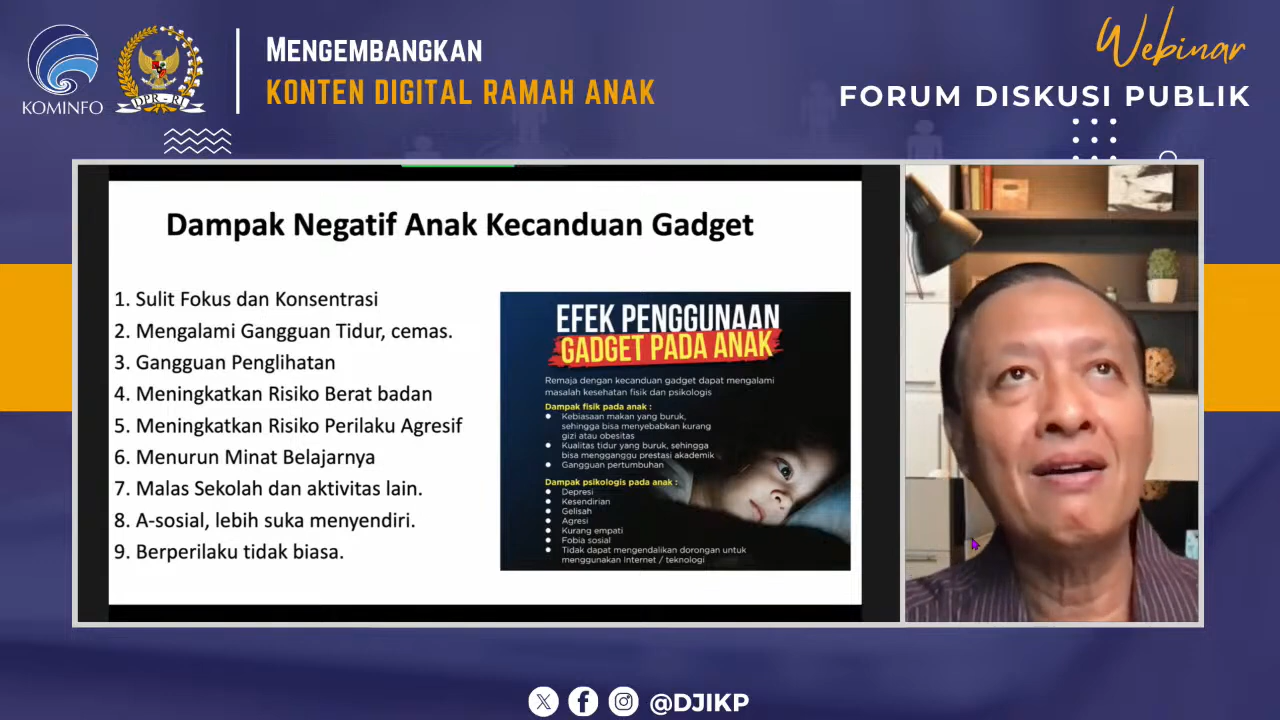 KOMINFO
DPR-RI
MENGEMBANGKAN
KONTEN DIGITAL RAMAH ANAK
Webinar
FORUM DISKUSI PUBLIK
Dampak Negatif Anak Kecanduan Gadget
1. Sulit Fokus dan Konsentrasi
2. Mengalami Gangguan Tidur, cemas.
3. Gangguan Penglihatan
4. Meningkatkan Risiko Berat badan
5. Meningkatkan Risiko Perilaku Agresif
6. Menurun Minat Belajarnya
7. Malas Sekolah dan aktivitas lain.
8. A-sosial, lebih suka menyendiri.
9. Berperilaku tidak biasa.
EFEK PENGGUNAAN
GADGET PADA ANAK
Remaja dengan kecanduan gadget dapat mengalami
masalah kesehatan fisik dan psikologis
Dampak fisik pada anak :
● Kebiasaan makan yang buruk,
sehingga bisa menyebabkan kurang
gizi atau obesitas
● Kualitas tidur yang buruk, sehingga
bisa mengganggu prestasi akademik
● Gangguan pertumbuhan
Dampak psikologis pada anak :
● Depresi
● Kesendirian
● Gelisah
● Agresi
● Kurang empati
● Fobia sosial
● Tidak dapat mengendalikan dorongan untuk
menggunakan Internet / teknologi
@DJIKP